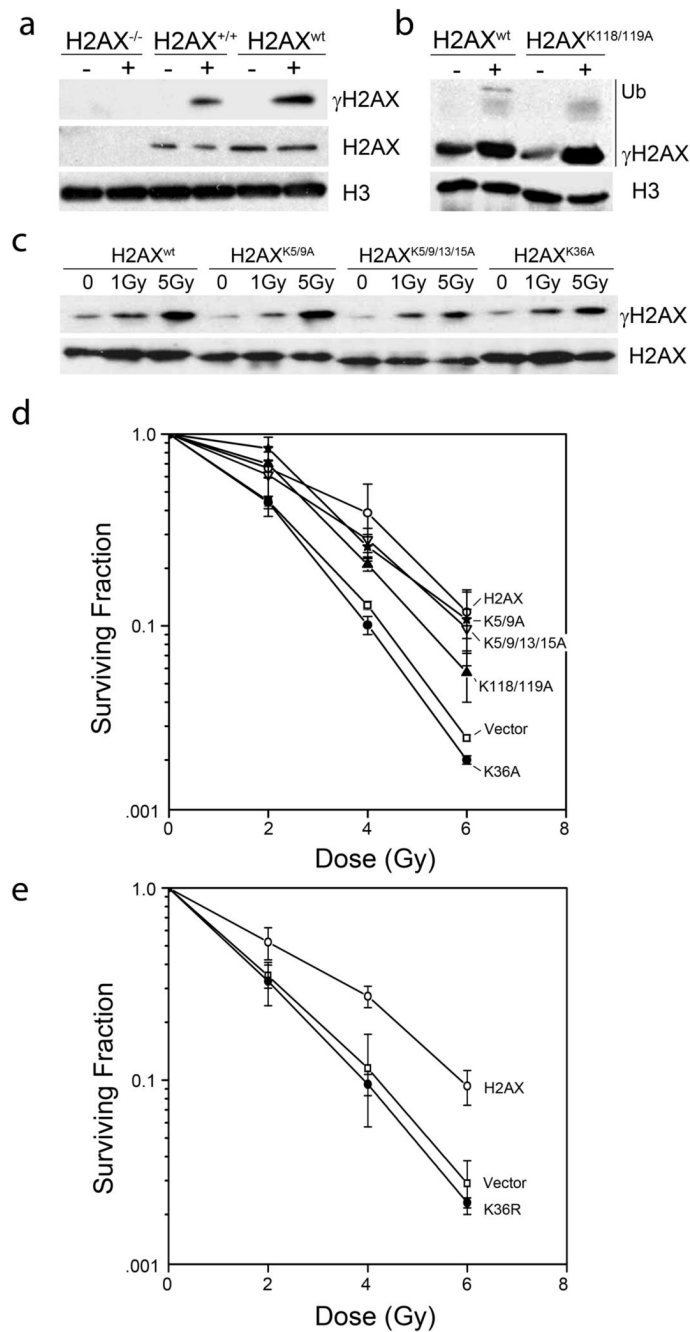 a
H2AX-/- H2AX+/+ H2AXwt
- + - + - +
γH2AX
H2AX
H3
b
H2AXwt H2AXK118/119A
- + - +
Ub
γH2AX
H3
c
H2AXwt H2AXK5/9A H2AXK5/9/13/15A H2AXK36A
0 1Gy 5Gy 0 1Gy 5Gy 0 1Gy 5Gy 0 1Gy 5Gy
γH2AX
H2AX
d
1.0
0.1
.001
Surviving Fraction
H2AX
K5/9A
K5/9/13/15A
K118/119A
Vector
K36A
0 2 4 6 8
Dose (Gy)
e
1.0
0.1
.001
Surviving Fraction
H2AX
Vector
K36R
0 2 4 6 8
Dose (Gy)